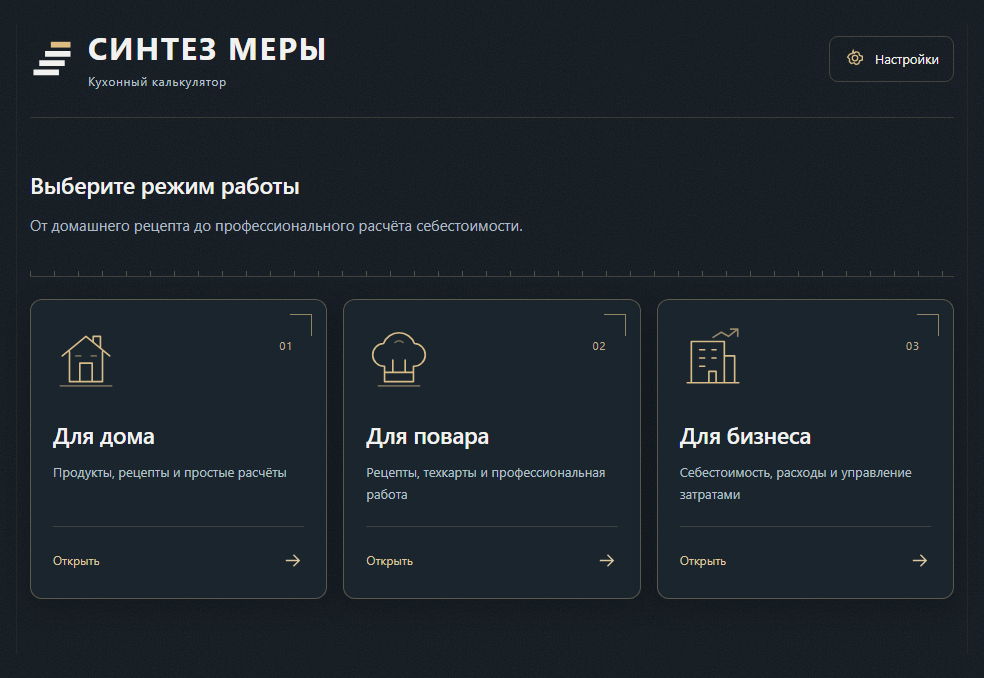 СИНТЕЗ МЕРЫ
Кухонный калькулятор
Настройки
Выберите режим работы
От домашнего рецепта до профессионального расчёта себестоимости.
01
Для дома
Продукты, рецепты и простые расчёты
Открыть
02
Для повара
Рецепты, техкарты и профессиональная
работа
Открыть
03
Для бизнеса
Себестоимость, расходы и управление
затратами
Открыть